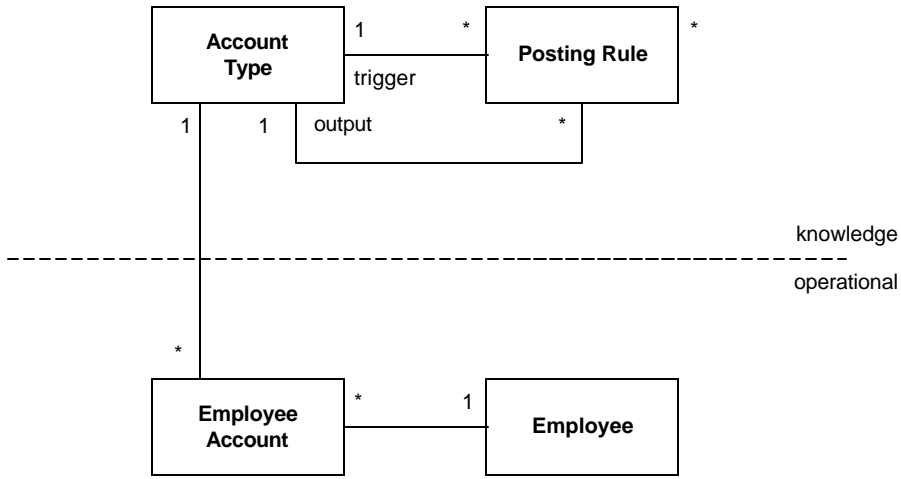 Account
Type
1
*
Posting Rule
*
trigger
1
1
output
*
knowledge
operational
*
Employee
Account
*
1
Employee